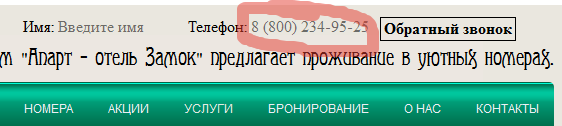 Имя: Введите имя Телефон: 8 (800) 234-95-25 Обратный звонок
м "Апарт - отель Замок" предлагает проживание в уютных номерах.
НОМЕРА АКЦИИ УСЛУГИ БРОНИРОВАНИЕ О НАС КОНТАКТЫ